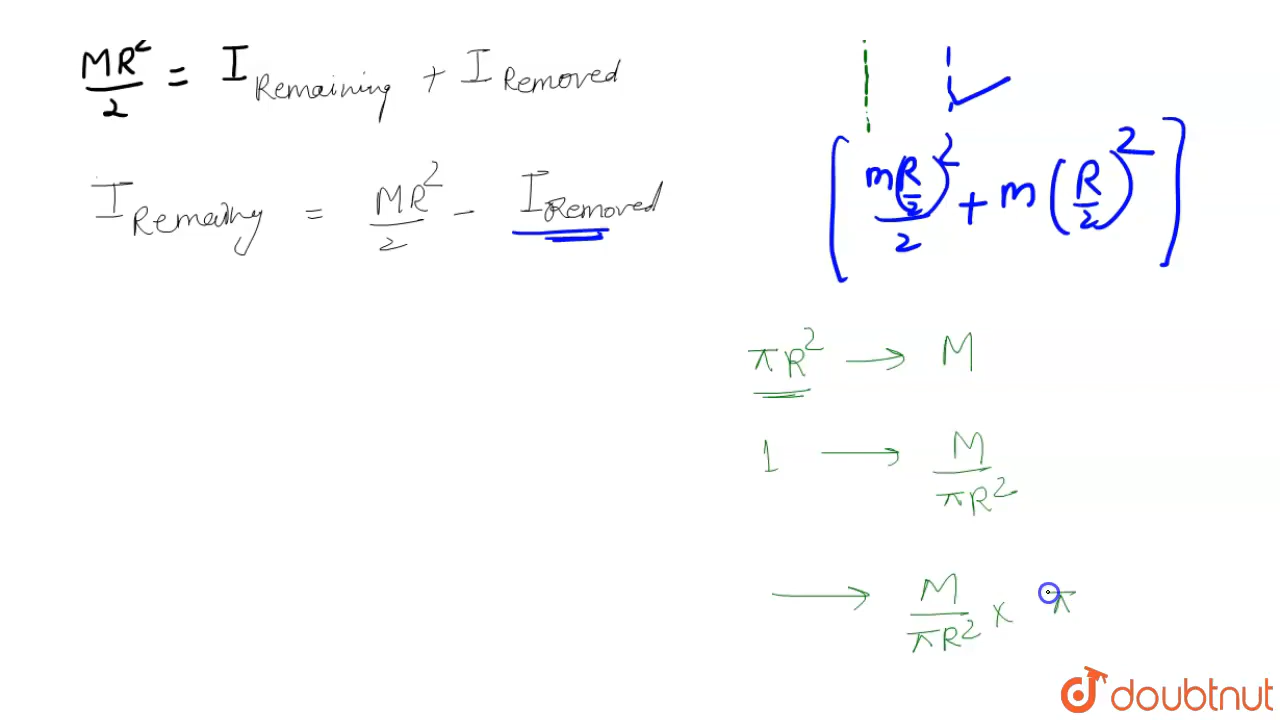 MR²/2 = I Remaining + I Removed
I Remaining = MR²/2 - I Removed
[m(R/2)²/2 + m(R/2)²]
πR² → M
1 → M/πR²
→ M/πR² × π
doubtnut